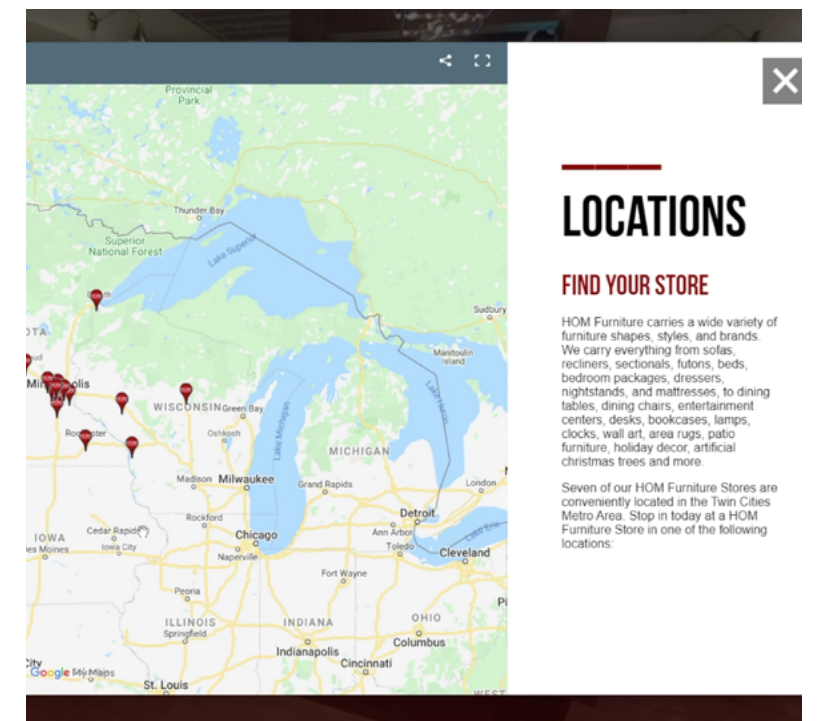 Provincial
Park
Thunder Bay
Superior
National Forest
Lake Superior
Sudbury
Manitoulin
Island
WISCONSIN
Green Bay
Oshkosh
Lake Michigan
Lake Huron
MICHIGAN
Madison
Milwaukee
Grand Rapids
London
Rockford
Detroit
Ann Arbor
Cedar Rapids
Iowa City
IOWA
es Moines
Chicago
Naperville
Toledo
Lake Erie
Cleveland
Fort Wayne
Peoria
ILLINOIS
Springfield
INDIANA
OHIO
Indianapolis
Columbus
Cincinnati
City
Google My Maps
St. Louis
LOCATIONS
FIND YOUR STORE
HOM Furniture carries a wide variety of
furniture shapes, styles, and brands.
We carry everything from sofas,
recliners, sectionals, futons, beds,
bedroom packages, dressers,
nightstands, and mattresses, to dining
tables, dining chairs, entertainment
centers, desks, bookcases, lamps,
clocks, wall art, area rugs, patio
furniture, holiday decor, artificial
christmas trees and more.
Seven of our HOM Furniture Stores are
conveniently located in the Twin Cities
Metro Area. Stop in today at a HOM
Furniture Store in one of the following
locations: